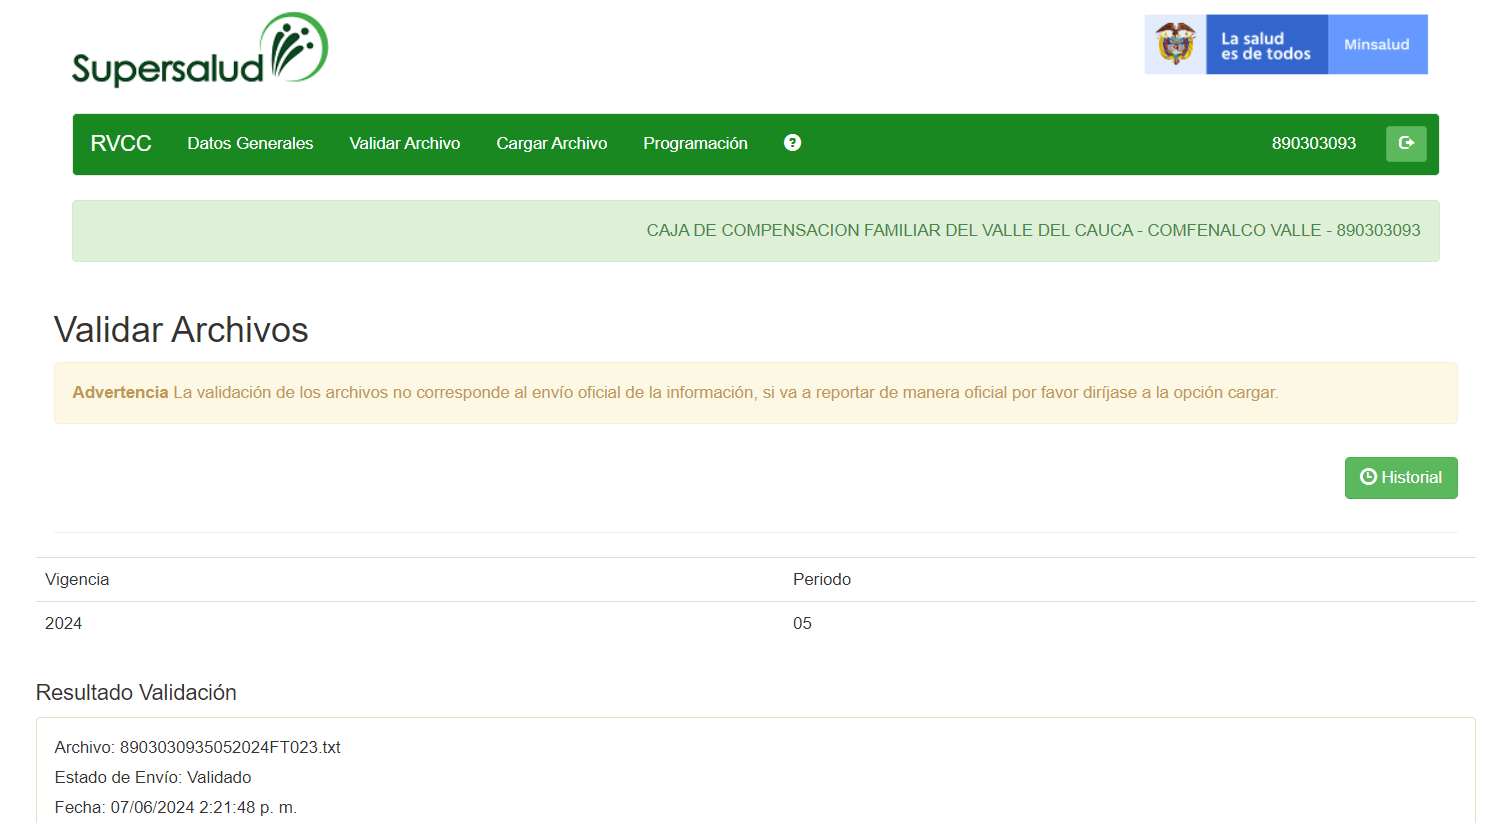 Supersalud
La salud
es de todos
Minsalud
RVCC
Datos Generales
Validar Archivo
Cargar Archivo
Programación
?
890303093
CAJA DE COMPENSACION FAMILIAR DEL VALLE DEL CAUCA - COMFENALCO VALLE - 890303093
Validar Archivos
Advertencia La validación de los archivos no corresponde al envío oficial de la información, si va a reportar de manera oficial por favor diríjase a la opción cargar.
Historial
Vigencia
Periodo
2024
05
Resultado Validación
Archivo: 8903030935052024FT023.txt
Estado de Envío: Validado
Fecha: 07/06/2024 2:21:48 p. m.